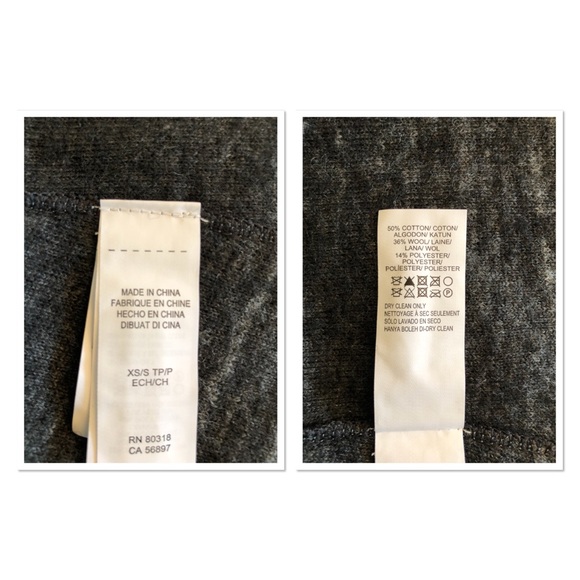 MADE IN CHINA
FABRIQUE EN CHINE
HECHO EN CHINA
DIBUAT DI CINA
XS/S TP/P
ECH/CH
RN 80318
CA 56897
50% COTTON/ COTON/
ALGODON/ KATUN
36% WOOL/ LAINE/
LANA/ WOL
14% POLYESTER/
POLYESTER/
POLÍESTER/ POLIESTER
P
DRY CLEAN ONLY
NETTOYAGE À SEC SEULEMENT
SÓLO LAVADO EN SECO
HANYA BOLEH DI-DRY CLEAN